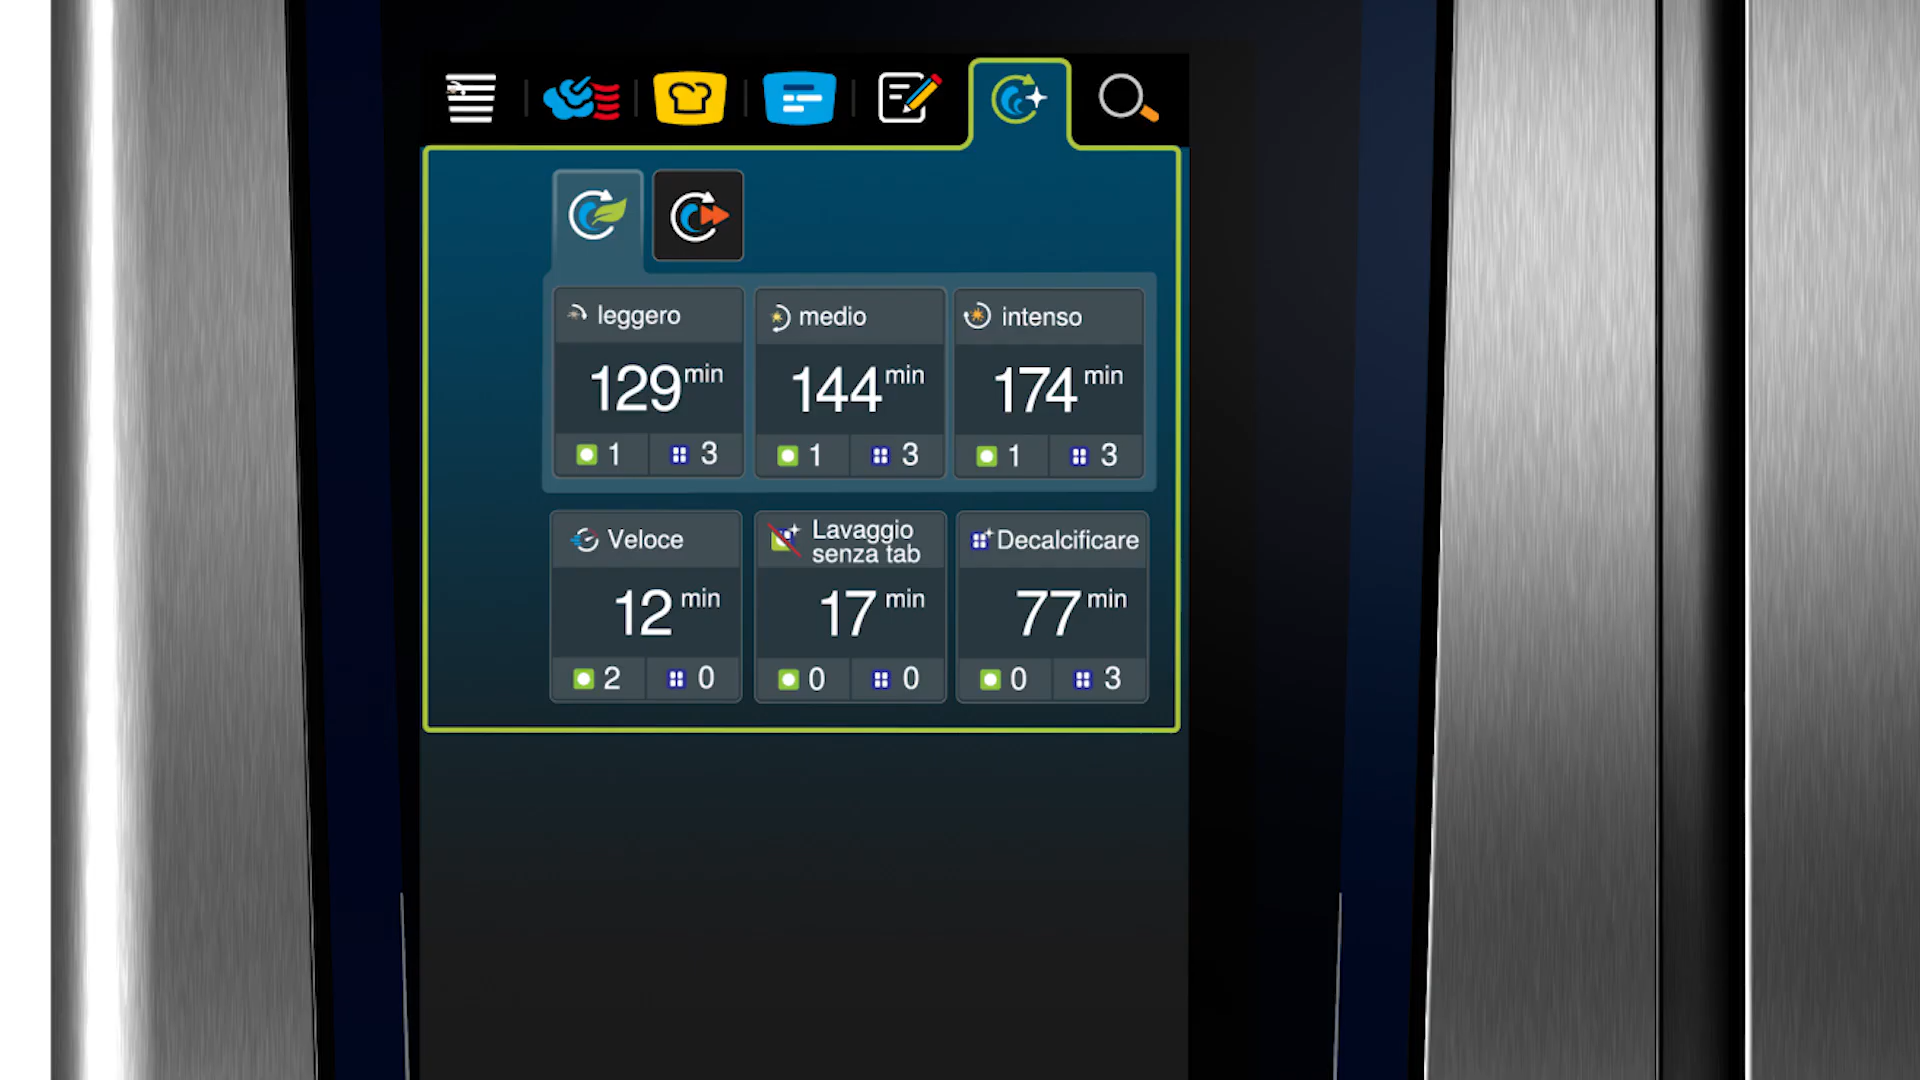 leggero
medio
intenso
129 min
144 min
174 min
1 3
1 3
1 3
Veloce
Lavaggio
senza tab
Decalcificare
12 min
17 min
77 min
2 0
0 0
0 3